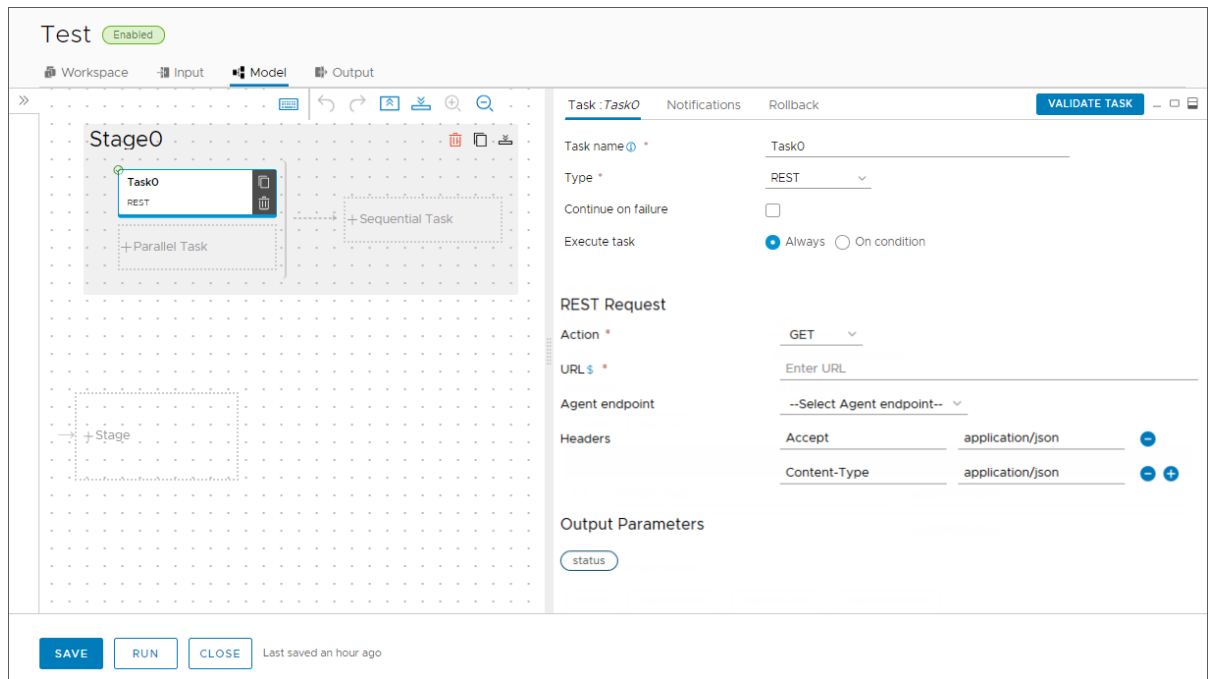 Test Enabled
Workspace Input Model Output
Stage0
Task0
REST
+Sequential Task
+Parallel Task
+Stage
Task :Task0 Notifications Rollback VALIDATE TASK
Task name * Task0
Type * REST
Continue on failure
Execute task Always On condition
REST Request
Action * GET
URL $ * Enter URL
Agent endpoint --Select Agent endpoint--
Headers Accept application/json
Content-Type application/json
Output Parameters
status
SAVE RUN CLOSE Last saved an hour ago